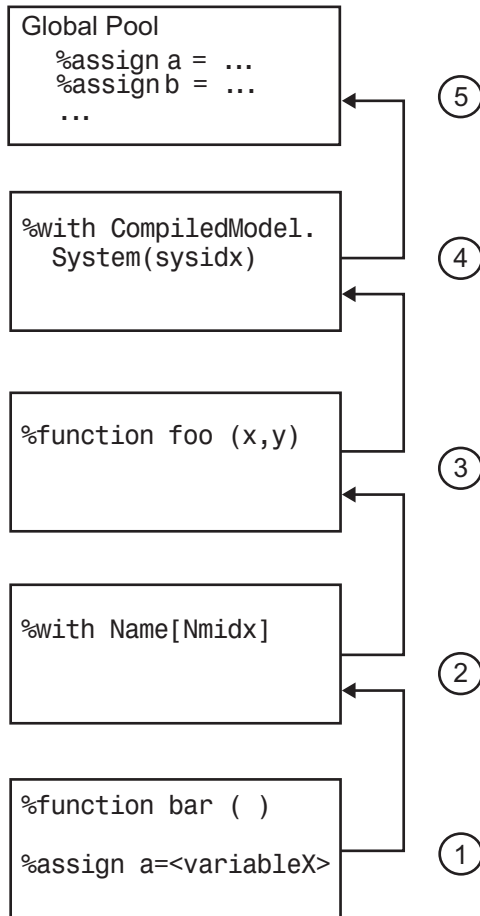 Global Pool
%assign a = ...
%assign b = ...
...
5
%with CompiledModel.
System(sysidx)
4
%function foo (x,y)
3
%with Name[Nmidx]
2
%function bar ( )
%assign a=<variableX>
1